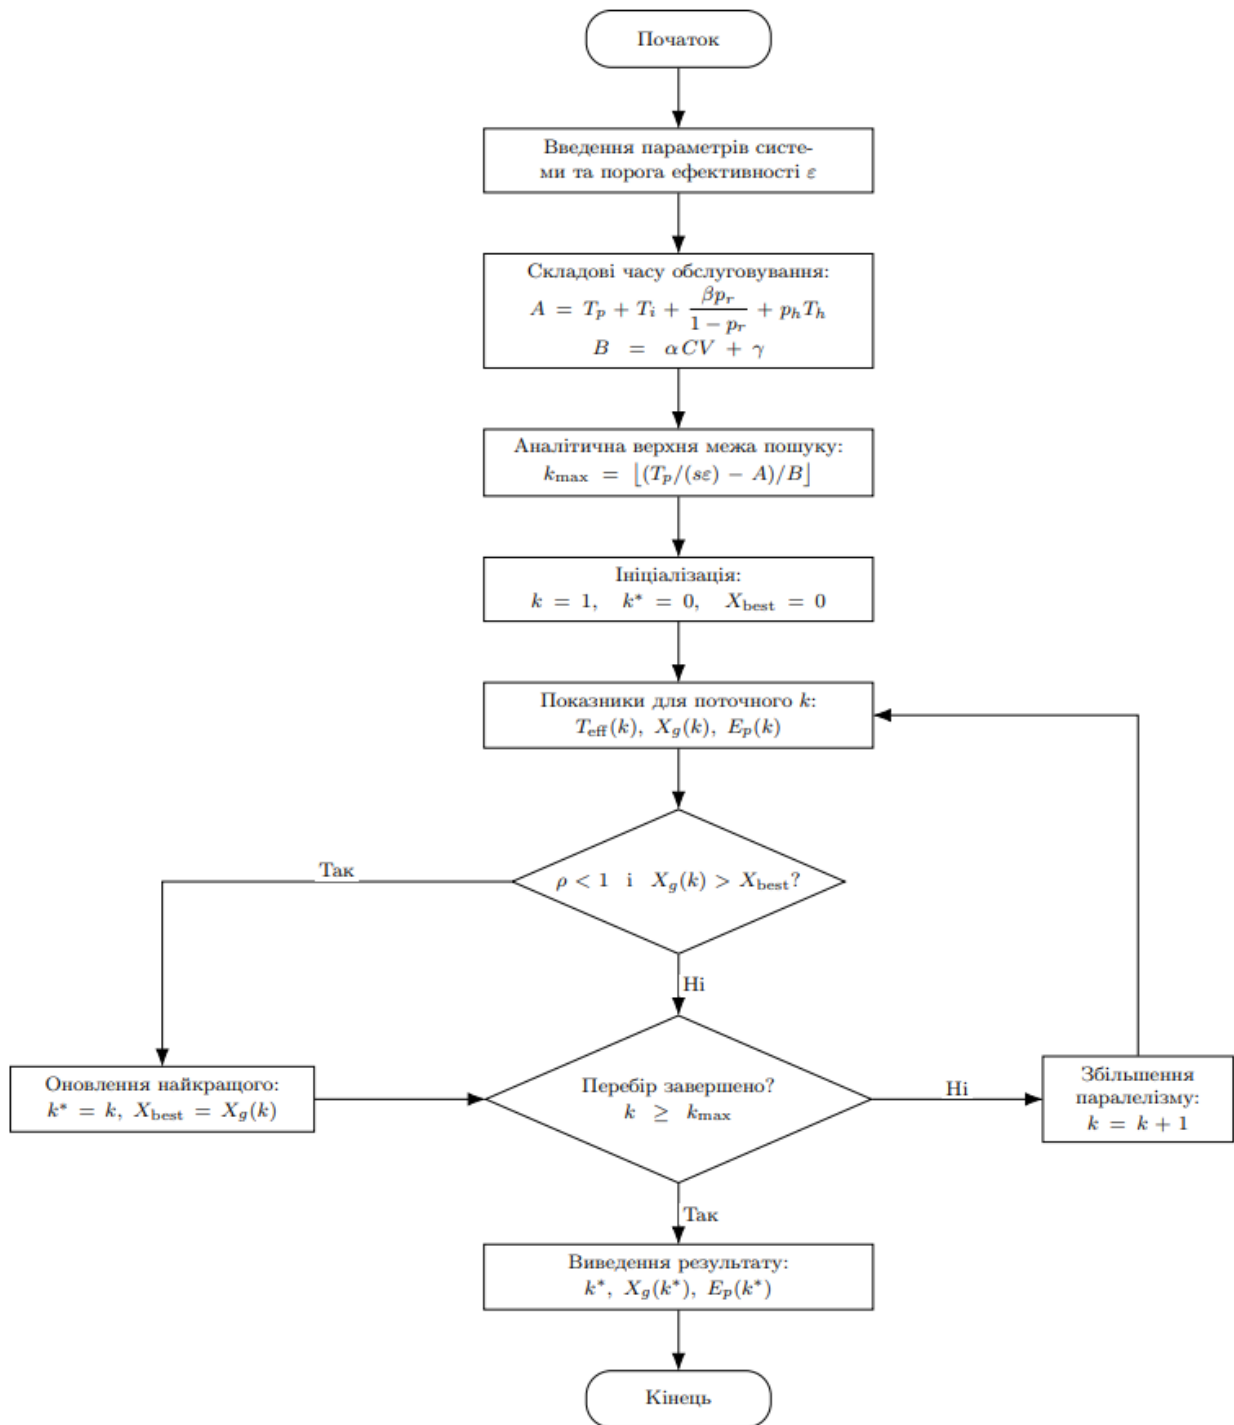 Початок
Введення параметрів систе-
ми та порога ефективності ε
Складові часу обслуговування:
A = T_p + T_i + \frac{βp_r}{1 − p_r} + p_h T_h
B = αCV + γ
Аналітична верхня межа пошуку:
k_max = ⌊(T_p/(sε) − A)/B⌋
Ініціалізація:
k = 1, k* = 0, X_best = 0
Показники для поточного k:
T_eff(k), X_g(k), E_p(k)
Так
ρ < 1 і X_g(k) > X_best?
Ні
Оновлення найкращого:
k* = k, X_best = X_g(k)
Перебір завершено?
k ≥ k_max
Ні
Збільшення
паралелізму:
k = k + 1
Так
Виведення результату:
k*, X_g(k*), E_p(k*)
Кінець